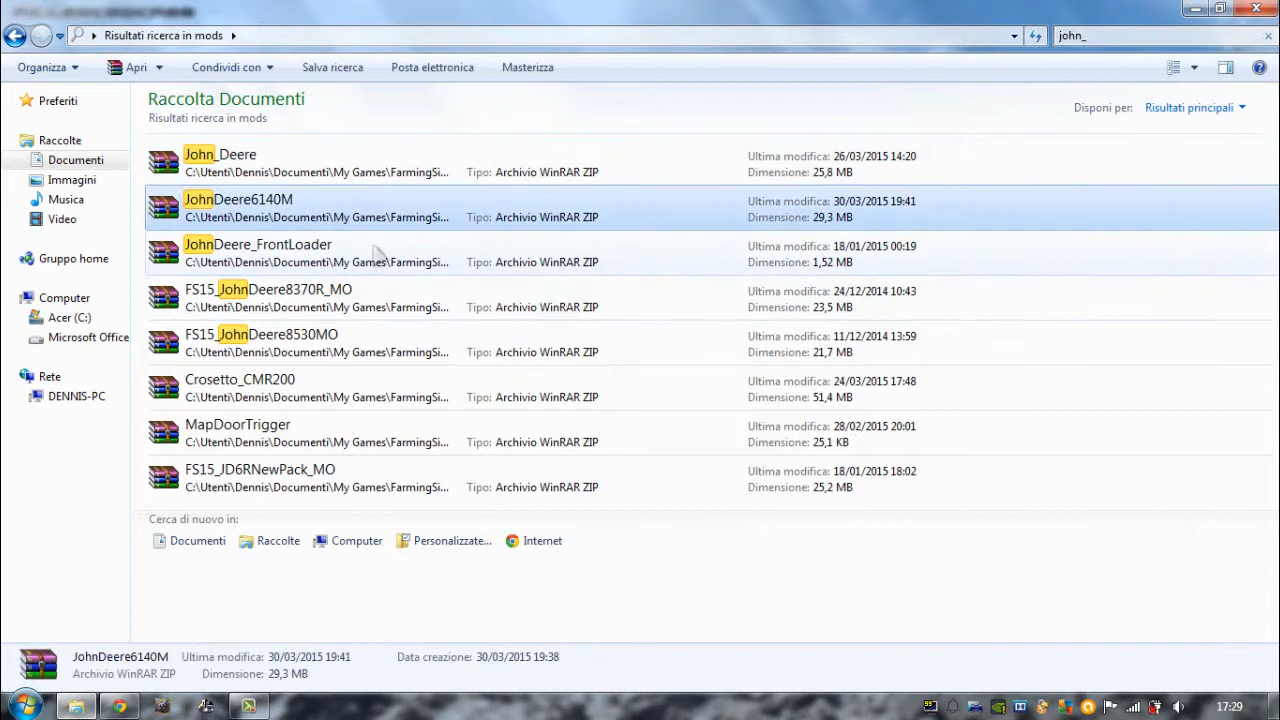 Risultati ricerca in mods
john_
Organizza Apri Condividi con Salva ricerca Posta elettronica Masterizza
Preferiti
Raccolte
Documenti
Immagini
Musica
Video
Gruppo home
Computer
Acer (C:)
Microsoft Office
Rete
DENNIS-PC
Raccolta Documenti
Risultati ricerca in mods
Disponi per: Risultati principali
John_Deere
C:\Utenti\Dennis\Documenti\My Games\FarmingSi... Tipo: Archivio WinRAR ZIP
Ultima modifica: 26/03/2015 14:20
Dimensione: 25,8 MB
JohnDeere6140M
C:\Utenti\Dennis\Documenti\My Games\FarmingSi... Tipo: Archivio WinRAR ZIP
Ultima modifica: 30/03/2015 19:41
Dimensione: 29,3 MB
JohnDeere_FrontLoader
C:\Utenti\Dennis\Documenti\My Games\FarmingSi... Tipo: Archivio WinRAR ZIP
Ultima modifica: 18/01/2015 00:19
Dimensione: 1,52 MB
FS15_JohnDeere8370R_MO
C:\Utenti\Dennis\Documenti\My Games\FarmingSi... Tipo: Archivio WinRAR ZIP
Ultima modifica: 24/12/2014 10:43
Dimensione: 23,5 MB
FS15_JohnDeere8530MO
C:\Utenti\Dennis\Documenti\My Games\FarmingSi... Tipo: Archivio WinRAR ZIP
Ultima modifica: 11/12/2014 13:59
Dimensione: 21,7 MB
Crosetto_CMR200
C:\Utenti\Dennis\Documenti\My Games\FarmingSi... Tipo: Archivio WinRAR ZIP
Ultima modifica: 24/03/2015 17:48
Dimensione: 51,4 MB
MapDoorTrigger
C:\Utenti\Dennis\Documenti\My Games\FarmingSi... Tipo: Archivio WinRAR ZIP
Ultima modifica: 28/02/2015 20:01
Dimensione: 25,1 KB
FS15_JD6RNewPack_MO
C:\Utenti\Dennis\Documenti\My Games\FarmingSi... Tipo: Archivio WinRAR ZIP
Ultima modifica: 18/01/2015 18:02
Dimensione: 25,2 MB
Cerca di nuovo in:
Documenti Raccolte Computer Personalizzate... Internet
JohnDeere6140M Ultima modifica: 30/03/2015 19:41 Data creazione: 30/03/2015 19:38
Archivio WinRAR ZIP Dimensione: 29,3 MB
17:29